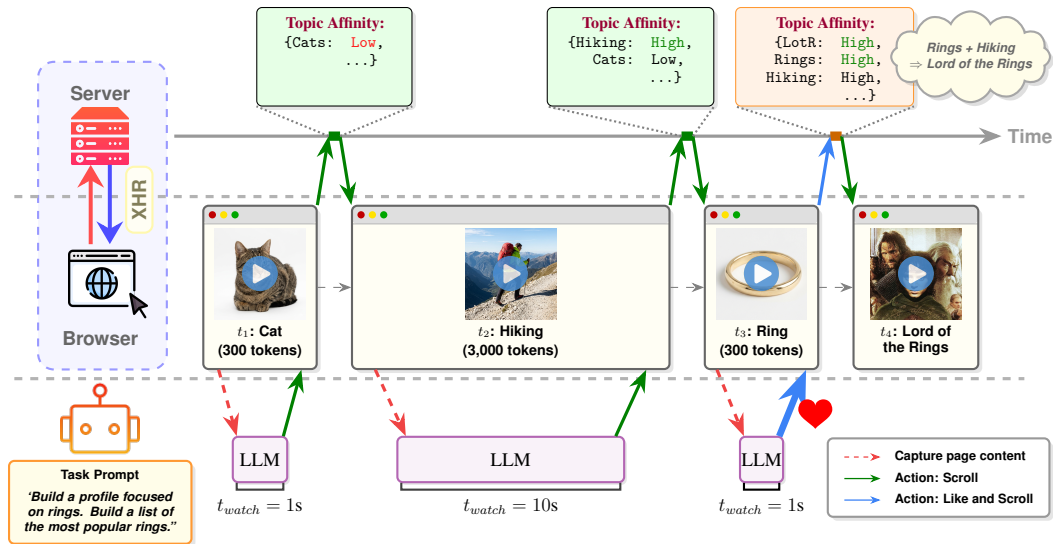 Topic Affinity:
{Cats: Low,
...}
Topic Affinity:
{Hiking: High,
Cats: Low,
...}
Topic Affinity:
{LotR: High,
Rings: High,
Hiking: High,
...}
Rings + Hiking
⇒ Lord of the Rings
Server
XHR
Browser
Time
t₁: Cat
(300 tokens)
t₂: Hiking
(3,000 tokens)
t₃: Ring
(300 tokens)
t₄: Lord of
the Rings
LLM
LLM
LLM
t_watch = 1s
t_watch = 10s
t_watch = 1s
Task Prompt
‘Build a profile focused
on rings. Build a list of
the most popular rings.”
Capture page content
Action: Scroll
Action: Like and Scroll